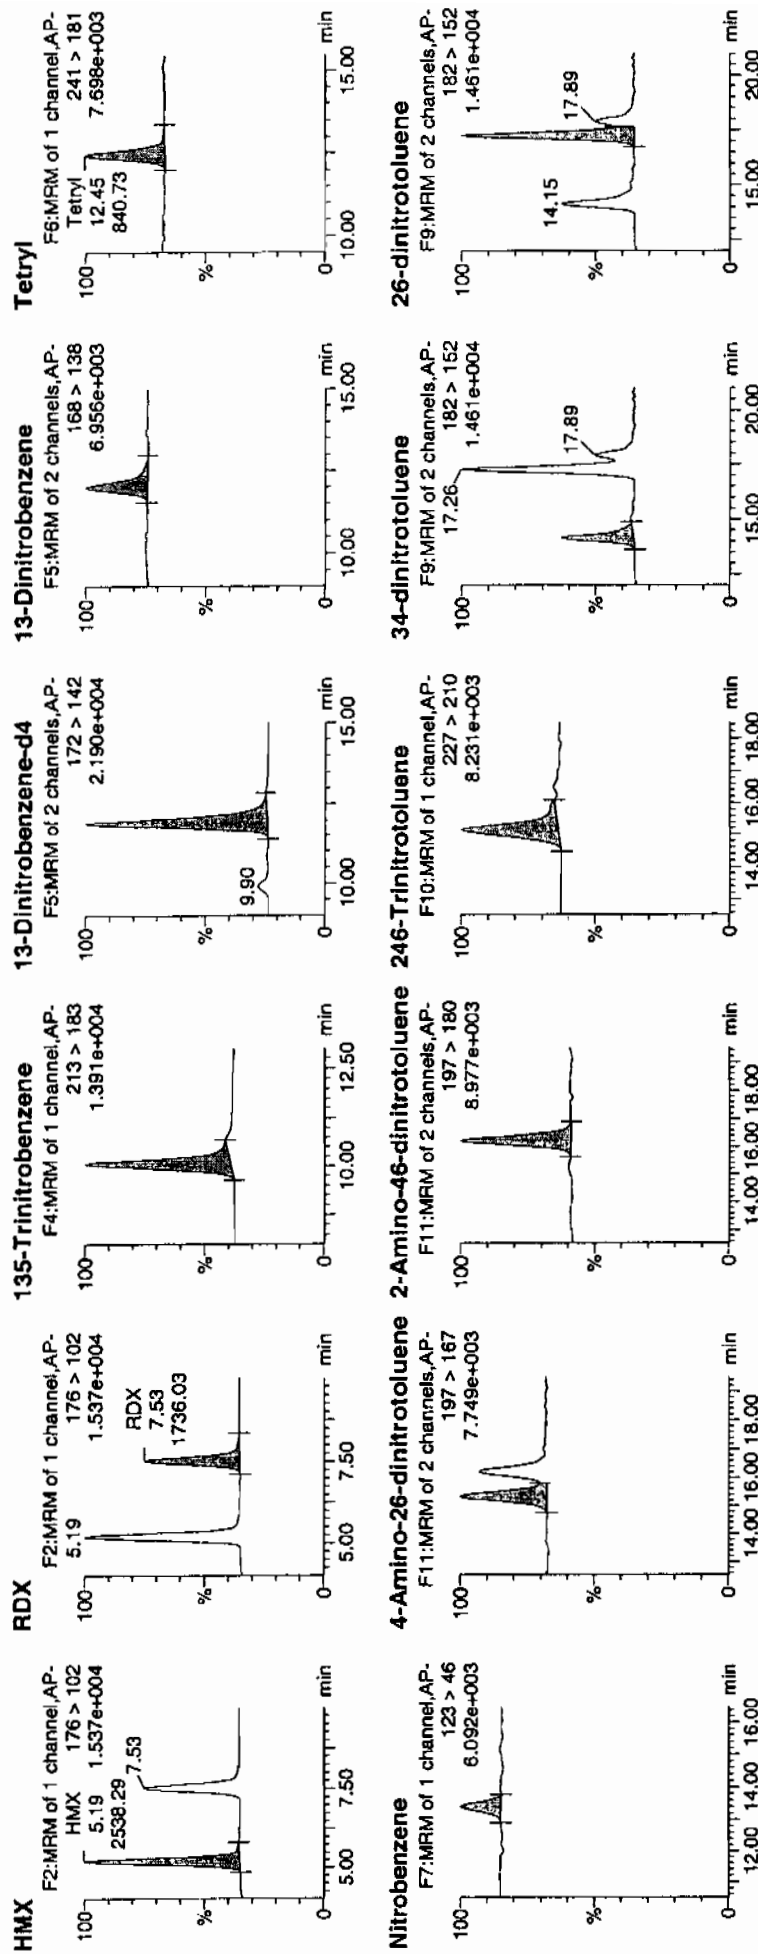 HMX
F2:MRM of 1 channel,AP-
HMX 176 > 102
5.19 1.537e+004
2538.29
7.53
100
%
0
5.00 7.50 min
RDX
F2:MRM of 1 channel,AP-
176 > 102
5.19 1.537e+004
RDX
7.53
1736.03
100
%
0
5.00 7.50 min
135-Trinitrobenzene
F4:MRM of 1 channel,AP-
213 > 183
1.391e+004
100
%
0
10.00 12.50 min
13-Dinitrobenzene-d4
F5:MRM of 2 channels,AP-
172 > 142
2.190e+004
9.90
100
%
0
10.00 15.00 min
13-Dinitrobenzene
F5:MRM of 2 channels,AP-
168 > 138
6.956e+003
100
%
0
10.00 15.00 min
Tetryl
F6:MRM of 1 channel,AP-
Tetryl 241 > 181
12.45 7.698e+003
840.73
100
%
0
10.00 15.00 min
Nitrobenzene
F7:MRM of 1 channel,AP-
123 > 46
6.092e+003
100
%
0
12.00 14.00 16.00 min
4-Amino-26-dinitrotoluene
F11:MRM of 2 channels,AP-
197 > 167
7.749e+003
100
%
0
14.00 16.00 18.00 min
2-Amino-46-dinitrotoluene
F11:MRM of 2 channels,AP-
197 > 180
8.977e+003
100
%
0
14.00 16.00 18.00 min
246-Trinitrotoluene
F10:MRM of 1 channel,AP-
227 > 210
8.231e+003
100
%
0
14.00 16.00 18.00 min
34-dinitrotoluene
F9:MRM of 2 channels,AP-
182 > 152
17.26 1.461e+004
17.89
100
%
0
15.00 20.00 min
26-dinitrotoluene
F9:MRM of 2 channels,AP-
182 > 152
1.461e+004
14.15
17.89
100
%
0
15.00 20.00 min